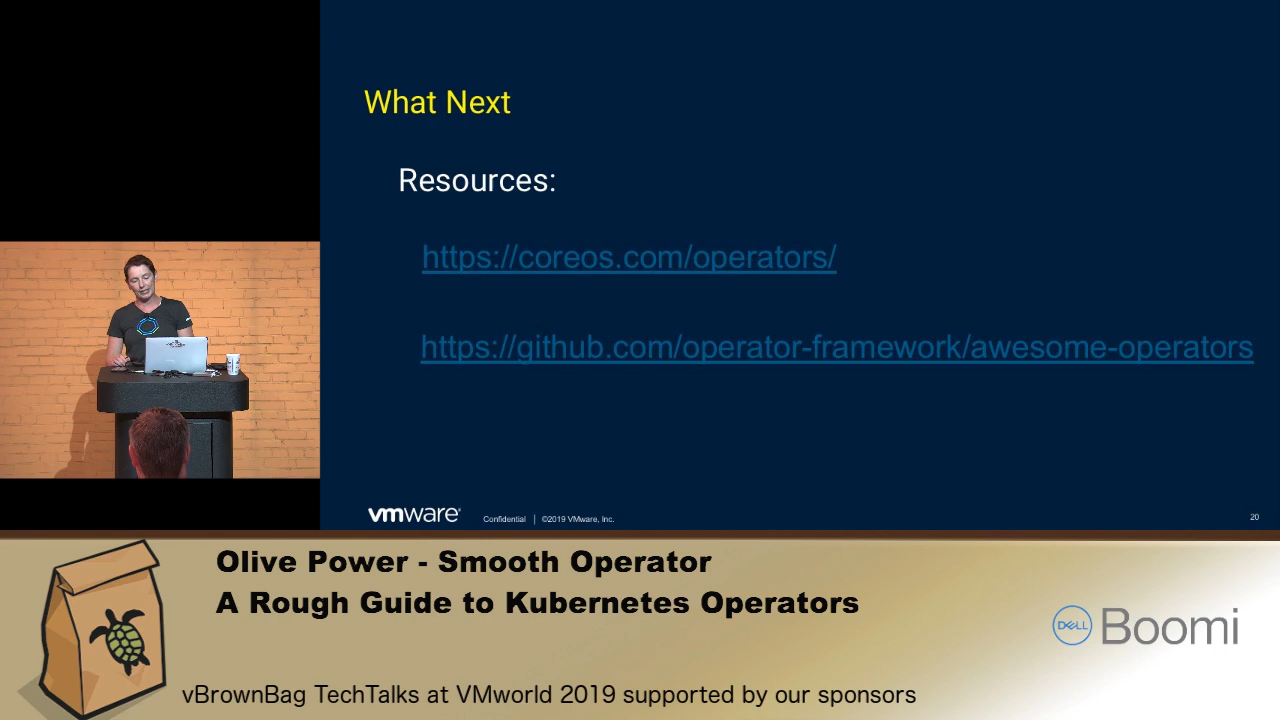 What Next
Resources:
https://coreos.com/operators/
https://github.com/operator-framework/awesome-operators
vmware
Confidential | ©2019 VMware, Inc.
20
Olive Power - Smooth Operator
A Rough Guide to Kubernetes Operators
DELL Boomi
vBrownBag TechTalks at VMworld 2019 supported by our sponsors